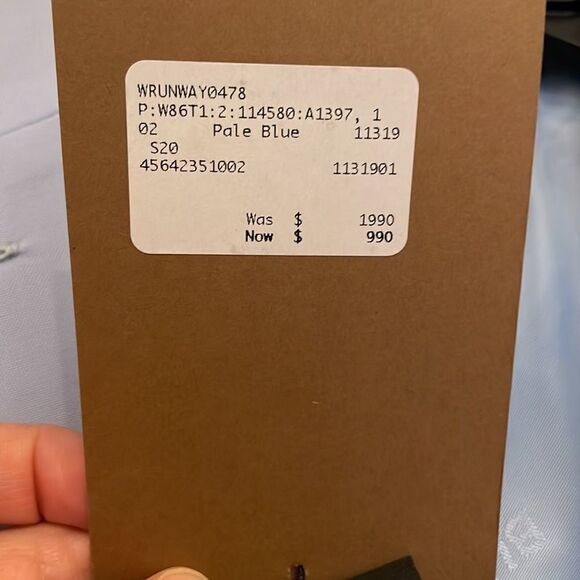 WRUNWAY0478
P:W86T1:2:114580:A1397, 1
02 Pale Blue 11319
S20
45642351002 1131901
Was $ 1990
Now $ 990